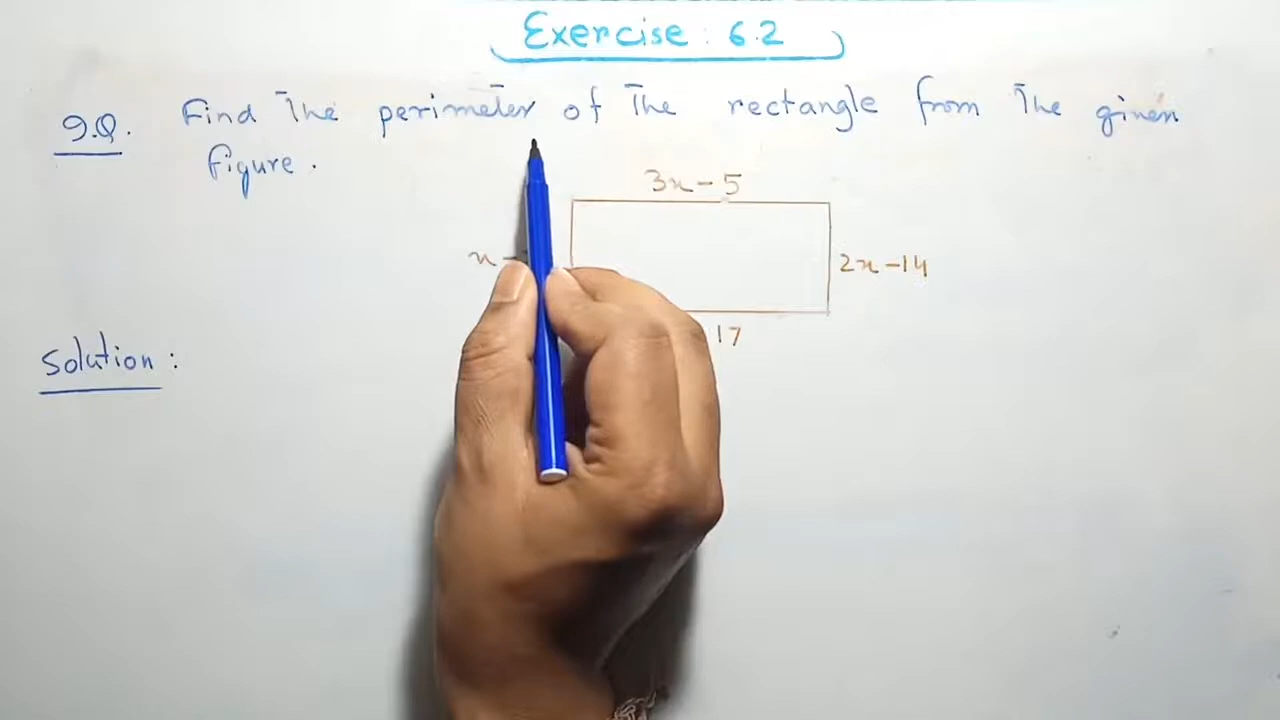 Exercise : 6.2
9.Q. Find The perimeter of The rectangle from The given
figure.
3x - 5
x -
2x - 14
17
Solution :